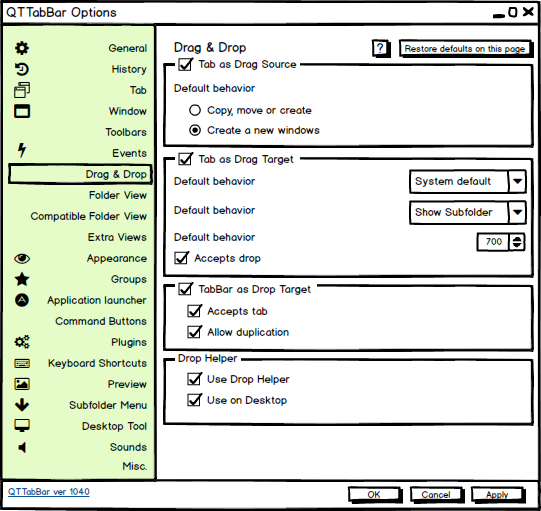 QTTabBar Options
General
History
Tab
Window
Toolbars
Events
Drag & Drop
Folder View
Compatible Folder View
Extra Views
Appearance
Groups
Application launcher
Command Buttons
Plugins
Keyboard Shortcuts
Preview
Subfolder Menu
Desktop Tool
Sounds
Misc.
Drag & Drop
?
Restore defaults on this page
Tab as Drag Source
Default behavior
Copy, move or create
Create a new windows
Tab as Drag Target
Default behavior
System default
Default behavior
Show Subfolder
Default behavior
700
Accepts drop
TabBar as Drop Target
Accepts tab
Allow duplication
Drop Helper
Use Drop Helper
Use on Desktop
QTTabBar ver 1040
OK
Cancel
Apply